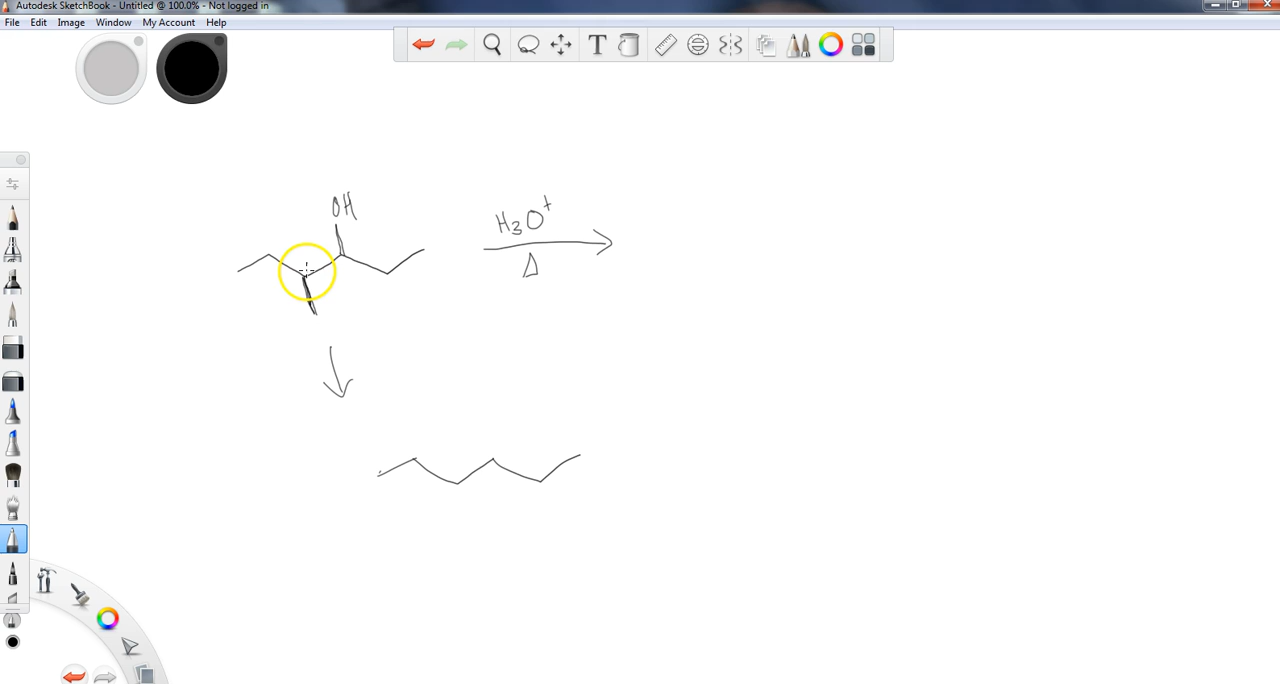 Autodesk SketchBook - Untitled @ 100.0% - Not logged in
File Edit Image Window My Account Help
T
OH
H3O+
Δ